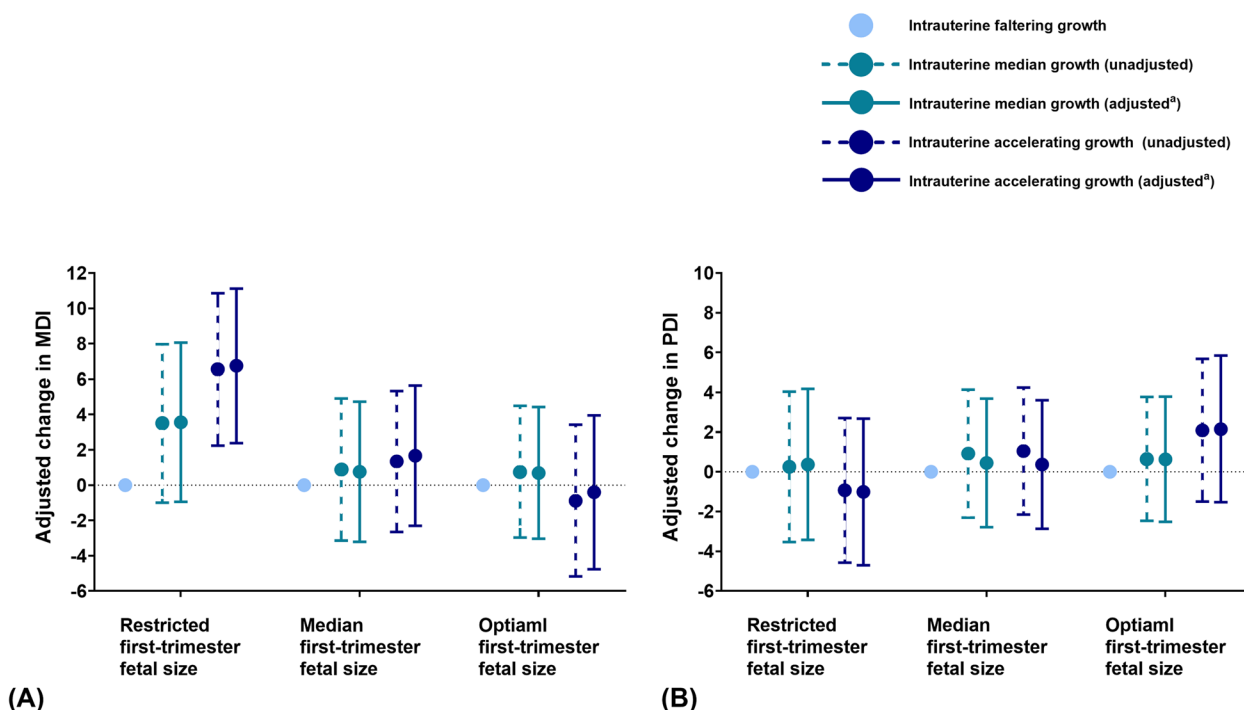 Intrauterine faltering growth
Intrauterine median growth (unadjusted)
Intrauterine median growth (adjustedᵃ)
Intrauterine accelerating growth (unadjusted)
Intrauterine accelerating growth (adjustedᵃ)
Adjusted change in MDI
12
10
8
6
4
2
0
-2
-4
-6
Restricted
first-trimester
fetal size
Median
first-trimester
fetal size
Optiaml
first-trimester
fetal size
(A)
Adjusted change in PDI
10
8
6
4
2
0
-2
-4
-6
Restricted
first-trimester
fetal size
Median
first-trimester
fetal size
Optiaml
first-trimester
fetal size
(B)